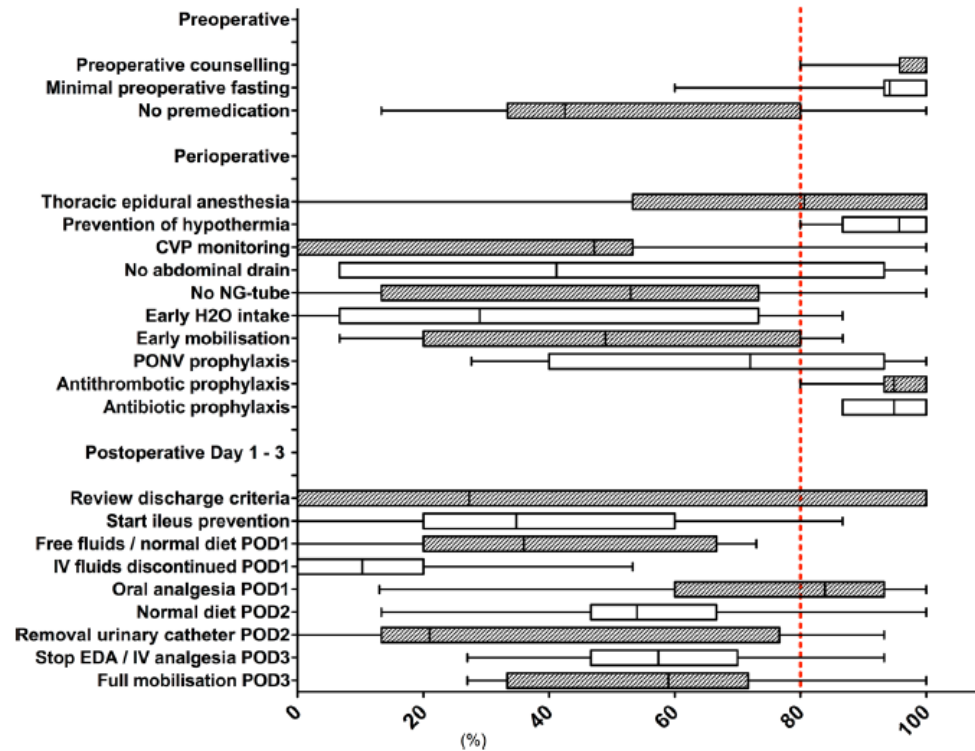 Preoperative
Preoperative counselling
Minimal preoperative fasting
No premedication
Perioperative
Thoracic epidural anesthesia
Prevention of hypothermia
CVP monitoring
No abdominal drain
No NG-tube
Early H2O intake
Early mobilisation
PONV prophylaxis
Antithrombotic prophylaxis
Antibiotic prophylaxis
Postoperative Day 1 - 3
Review discharge criteria
Start ileus prevention
Free fluids / normal diet POD1
IV fluids discontinued POD1
Oral analgesia POD1
Normal diet POD2
Removal urinary catheter POD2
Stop EDA / IV analgesia POD3
Full mobilisation POD3
0 20 40 60 80 100
(%)